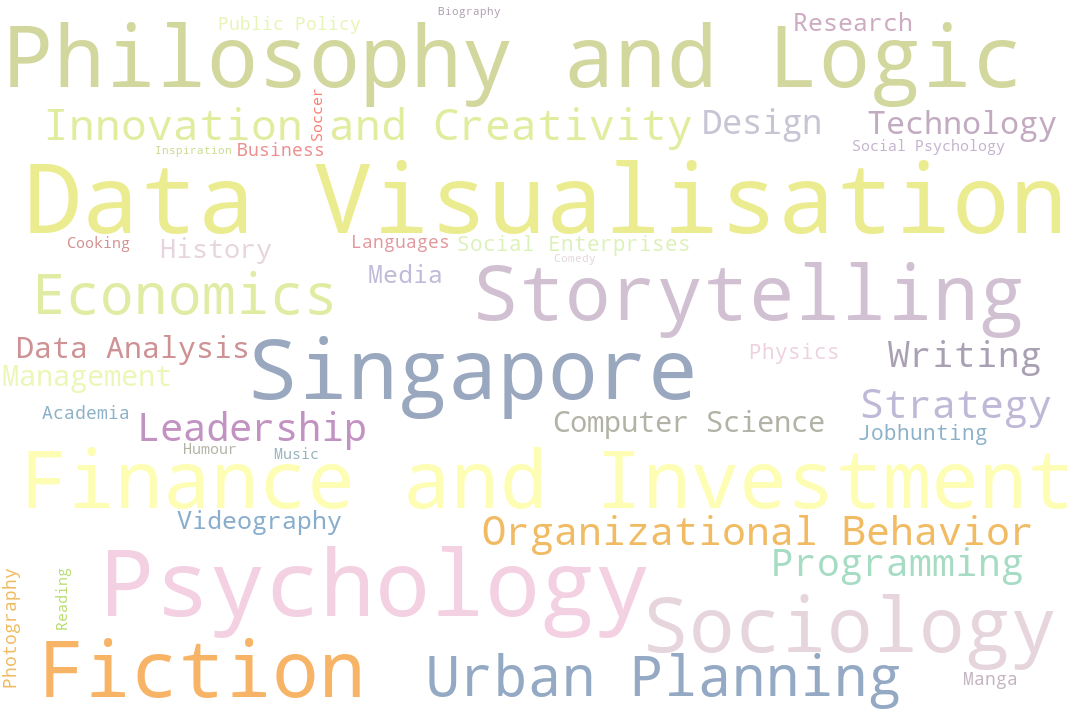 Biography
Public Policy
Research
Philosophy and Logic
Soccer
Innovation and Creativity
Design
Technology
Inspiration
Business
Social Psychology
Data Visualisation
Cooking
History
Languages
Social Enterprises
Comedy
Media
Economics
Storytelling
Data Analysis
Singapore
Physics
Writing
Management
Academia
Leadership
Computer Science
Strategy
Jobhunting
Humour
Music
Finance and Investment
Videography
Organizational Behavior
Programming
Psychology
Photography
Reading
Sociology
Fiction
Urban Planning
Manga